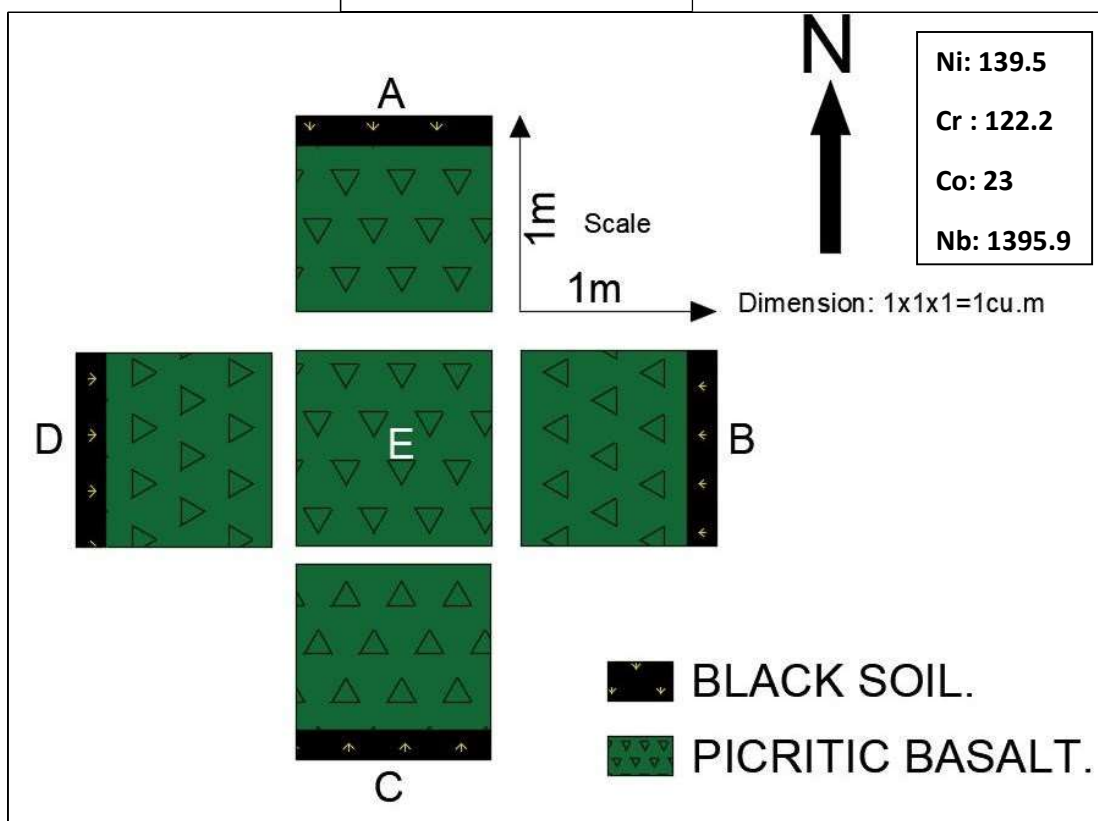 N
Ni: 139.5
Cr : 122.2
Co: 23
Nb: 1395.9
A
1m
Scale
1m
Dimension: 1x1x1=1cu.m
D
E
B
C
BLACK SOIL.
PICRITIC BASALT.